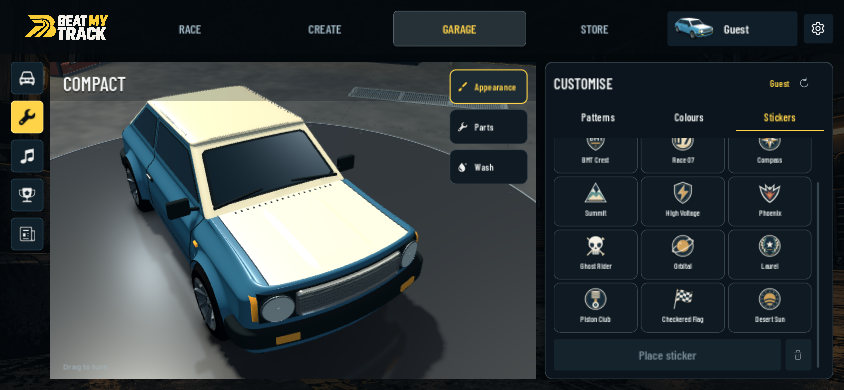 BEAT MY
TRACK
RACE
CREATE
GARAGE
STORE
Guest
COMPACT
Appearance
Parts
Wash
CUSTOMISE
Guest
Patterns
Colours
Stickers
BMT Crest
Race 07
Compass
Summit
High Voltage
Phoenix
Ghost Rider
Orbital
Laurel
Piston Club
Checkered Flag
Desert Sun
Place sticker
Drag to